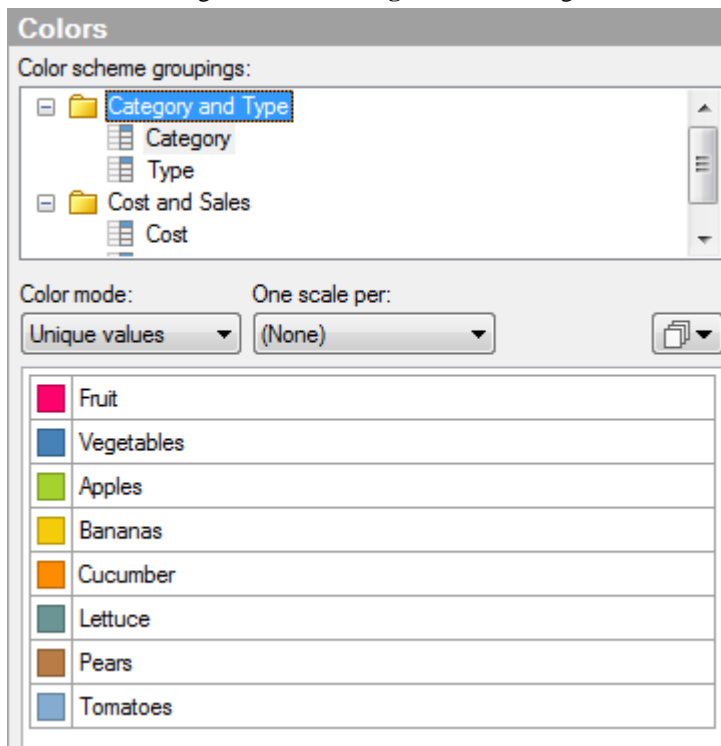 Colors
Color scheme groupings:
Category and Type
Category
Type
Cost and Sales
Cost
Color mode: One scale per:
Unique values (None)
Fruit
Vegetables
Apples
Bananas
Cucumber
Lettuce
Pears
Tomatoes